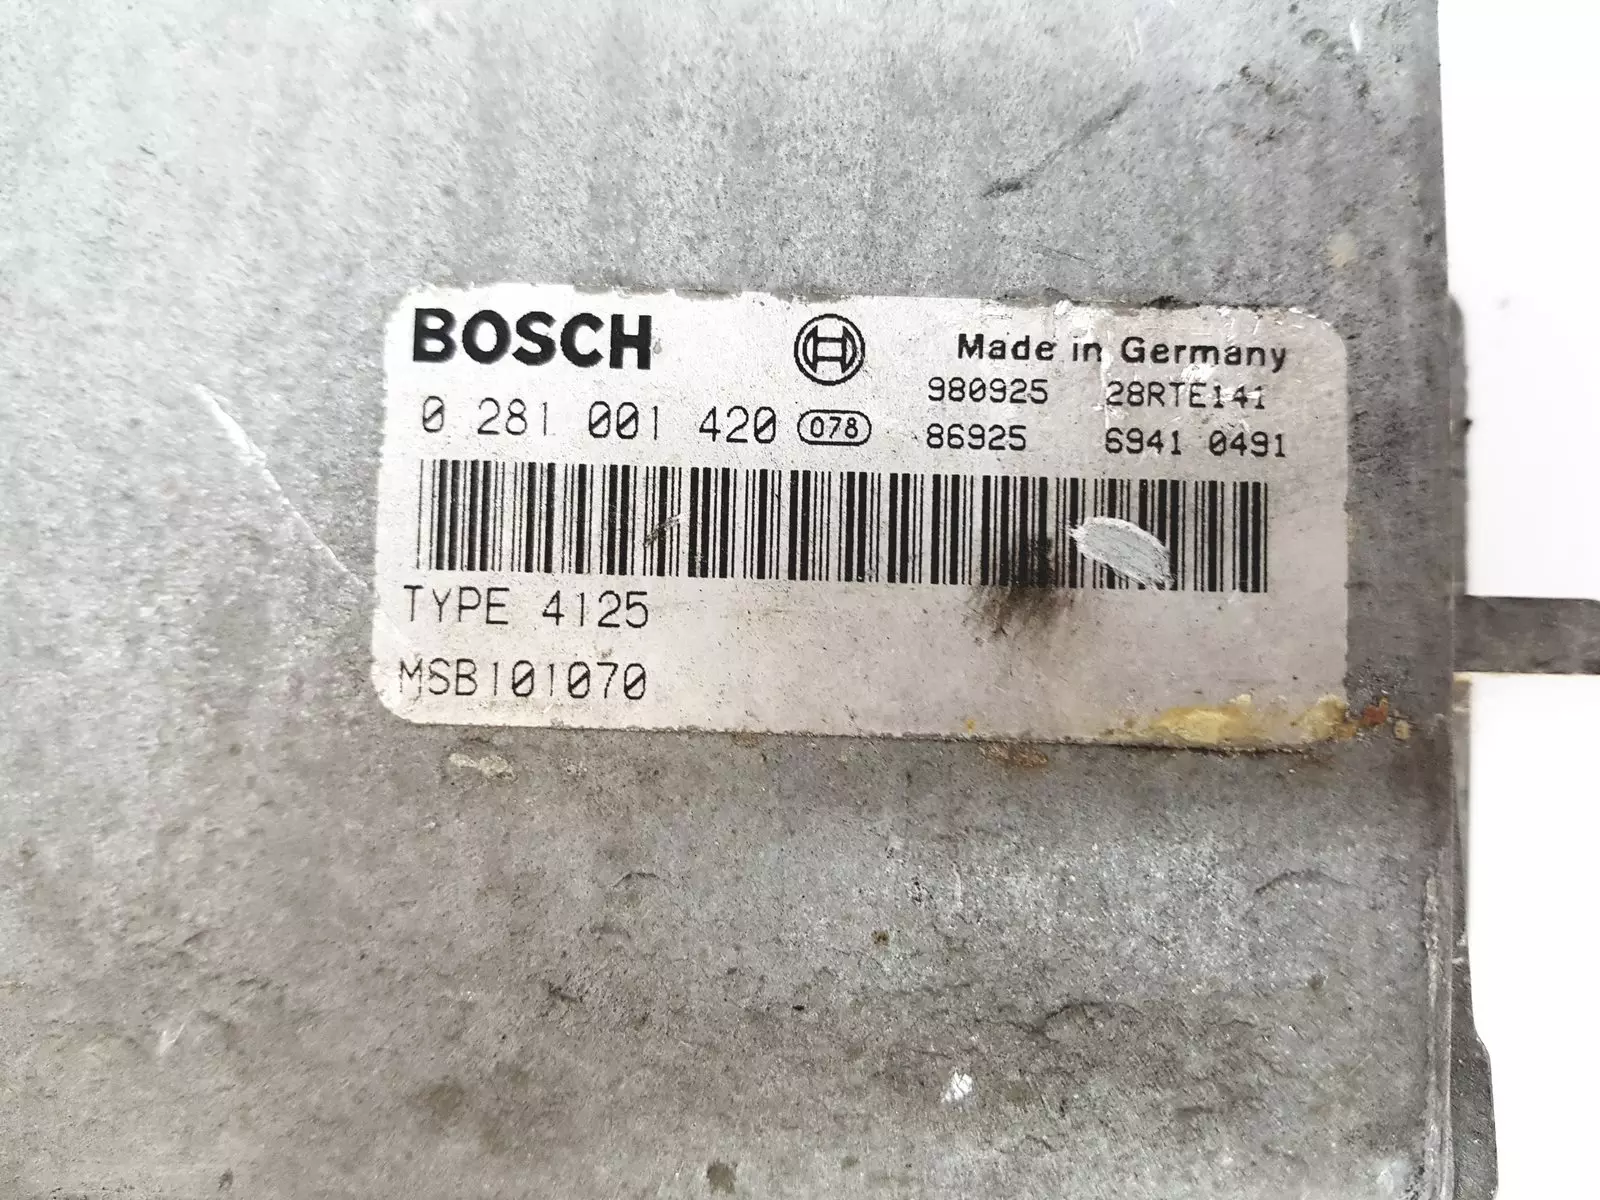 BOSCH
Made in Germany
980925 28RTE141
0 281 001 420 078
86925 6941 0491
TYPE 4125
MSB101070